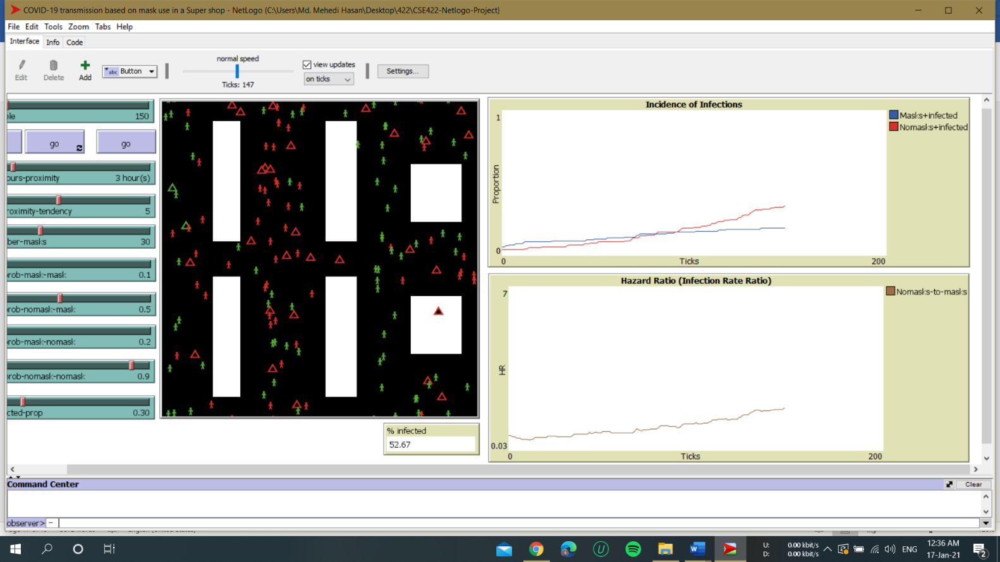 COVID-19 transmission based on mask use in a Super shop - NetLogo {C:\Users\Md. Mehedi Hasan\Desktop\422\CSE422-Netlogo-Project}
File Edit Tools Zoom Tabs Help
Interface Info Code
normal speed
Edit Delete Add abc Button
Ticks: 147
view updates
on ticks
Settings...
ple 150
go go
ours-proximity 3 hour(s)
roximity-tendency 5
ber-masks 30
prob-mask-mask 0.1
prob-nomask-mask 0.5
prob-mask-nomask 0.2
prob-nomask-nomask 0.9
cted-prop 0.30
% infected
52.67
Incidence of Infections
1
Proportion
0
0 Ticks 200
Masks+infected
Nomasks+infected
Hazard Ratio (Infection Rate Ratio)
7
HR
0.03
0 Ticks 200
Nomasks-to-masks
Command Center
Clear
observer>
U: 0.00 kbit/s
D: 0.00 kbit/s
ENG
12:36 AM
17-Jan-21
2